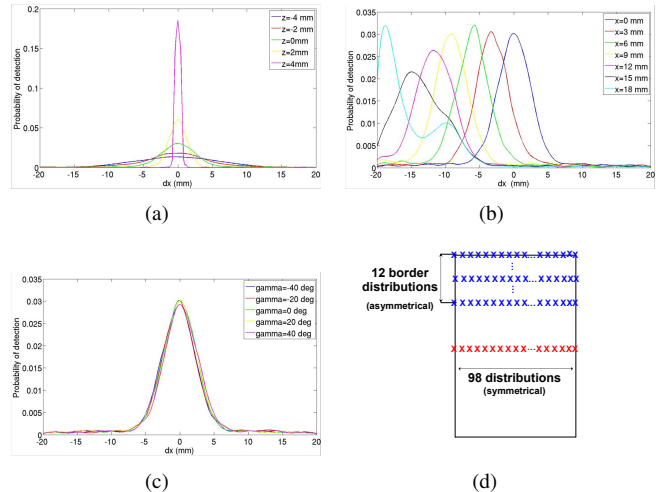 0.2
0.15
0.1
0.05
0
Probability of detection
-20 -15 -10 -5 0 5 10 15 20
dx (mm)
z=-4 mm
z=-2 mm
z=0mm
z=2mm
z=4mm
(a)
0.035
0.03
0.025
0.02
0.015
0.01
0.005
0
Probability of detection
-20 -15 -10 -5 0 5 10 15 20
dx (mm)
x=0 mm
x=3 mm
x=6 mm
x=9 mm
x=12 mm
x=15 mm
x=18 mm
(b)
0.035
0.03
0.025
0.02
0.015
0.01
0.005
0
Probability of detection
-20 -15 -10 -5 0 5 10 15 20
dx (mm)
gamma=-40 deg
gamma=-20 deg
gamma=0 deg
gamma=20 deg
gamma=40 deg
(c)
12 border
distributions
(asymmetrical)
98 distributions
(symmetrical)
(d)